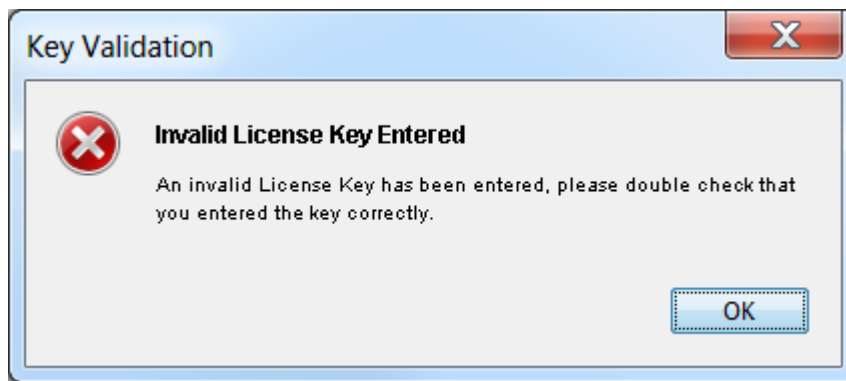 Key Validation
Invalid License Key Entered
An invalid License Key has been entered, please double check that
you entered the key correctly.
OK